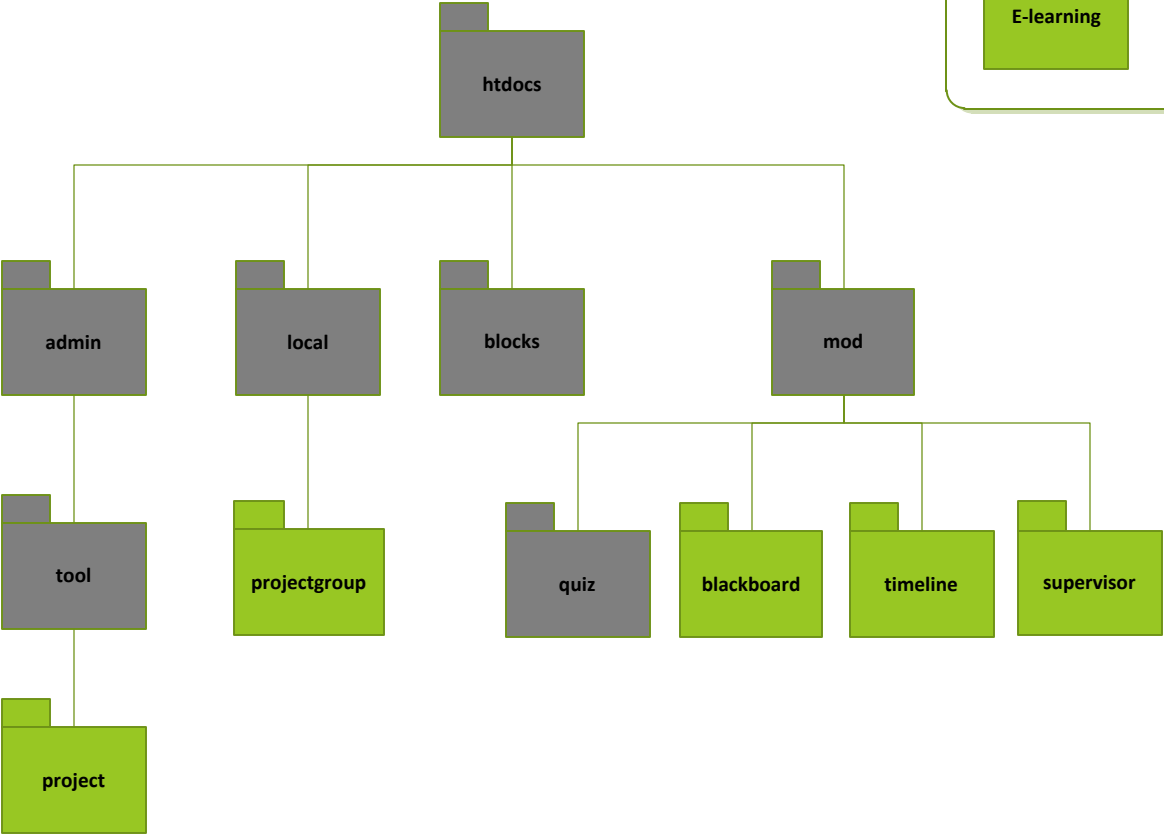 E-learning
htdocs
admin
local
blocks
mod
tool
projectgroup
quiz
blackboard
timeline
supervisor
project